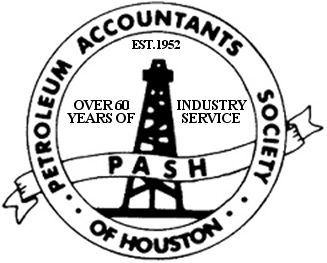 PETROLEUM ACCOUNTANTS SOCIETY
OF HOUSTON
EST.1952
OVER 60 INDUSTRY
YEARS OF SERVICE
PASH